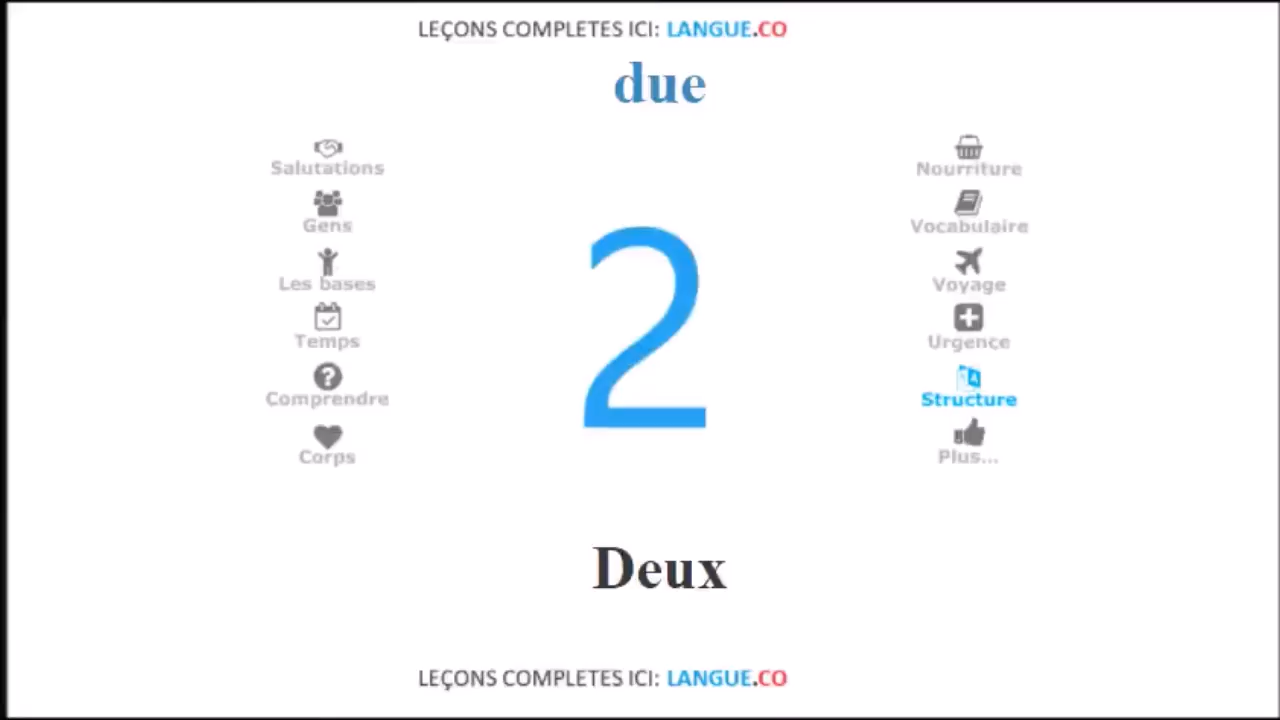 LEÇONS COMPLETES ICI: LANGUE.CO
due
Salutations
Gens
Les bases
Temps
Comprendre
Corps
2
Nourriture
Vocabulaire
Voyage
Urgence
Structure
Plus...
Deux
LEÇONS COMPLETES ICI: LANGUE.CO